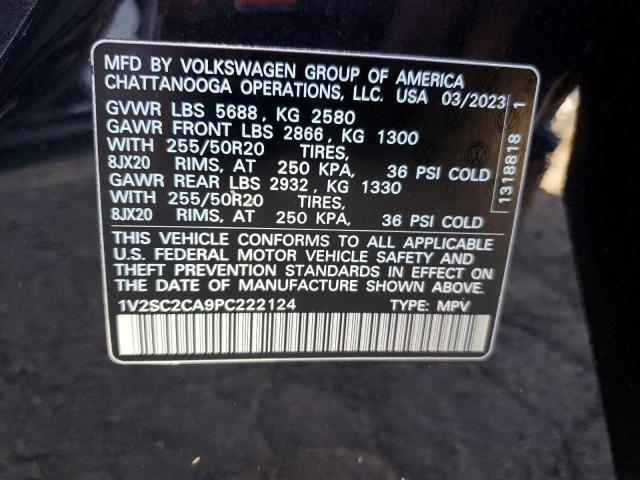 MFD BY VOLKSWAGEN GROUP OF AMERICA
CHATTANOOGA OPERATIONS, LLC. USA 03/2023
GVWR LBS 5688, KG 2580
GAWR FRONT LBS 2866, KG 1300
WITH 255/50R20 TIRES,
8JX20 RIMS, AT 250 KPA, 36 PSI COLD
GAWR REAR LBS 2932, KG 1330
WITH 255/50R20 TIRES,
8JX20 RIMS, AT 250 KPA, 36 PSI COLD
THIS VEHICLE CONFORMS TO ALL APPLICABLE
U.S. FEDERAL MOTOR VEHICLE SAFETY AND
THEFT PREVENTION STANDARDS IN EFFECT ON
THE DATE OF MANUFACTURE SHOWN ABOVE.
1V2SC2CA9PC222124 TYPE: MPV
1318818 1